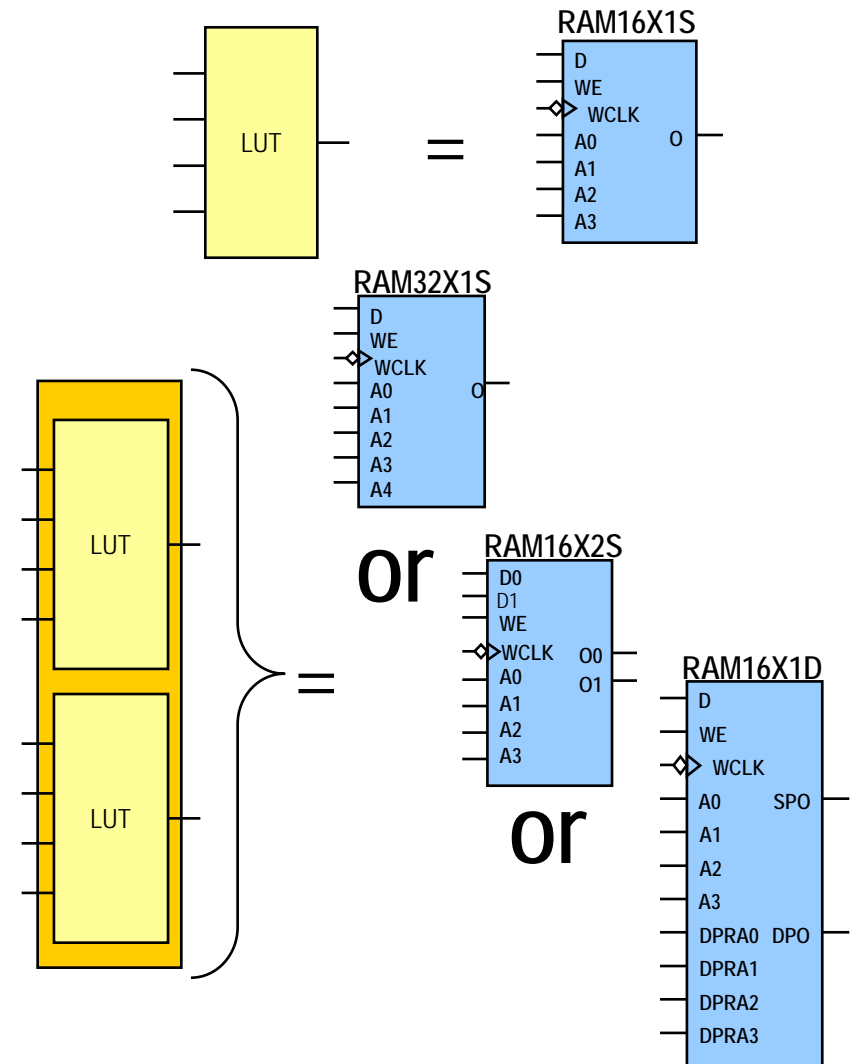 RAM16X1S
D
WE
WCLK
A0 O
A1
A2
A3
LUT
=
RAM32X1S
D
WE
WCLK
A0 O
A1
A2
A3
A4
LUT
LUT
=
or
RAM16X2S
D0
D1
WE
WCLK O0
A0 O1
A1
A2
A3
or
RAM16X1D
D
WE
WCLK
A0 SPO
A1
A2
A3
DPRA0 DPO
DPRA1
DPRA2
DPRA3